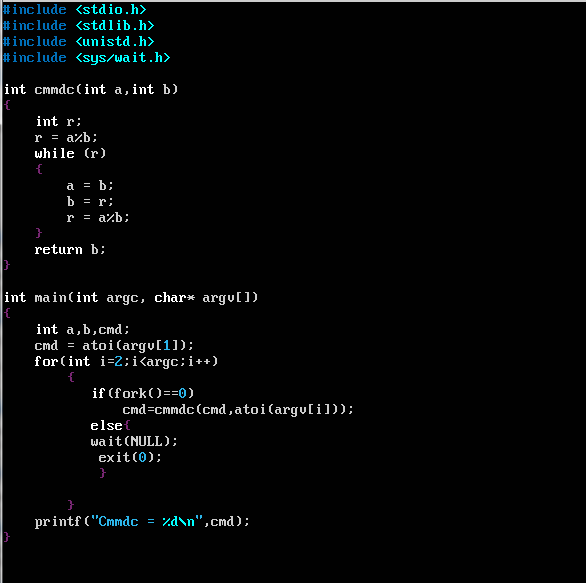 #include <stdio.h>
#include <stdlib.h>
#include <unistd.h>
#include <sys/wait.h>

int cmmdc(int a,int b)
{
    int r;
    r = a%b;
    while (r)
    {
        a = b;
        b = r;
        r = a%b;
    }
    return b;
}

int main(int argc, char* argv[])
{
    int a,b,cmd;
    cmd = atoi(argv[1]);
    for(int i=2;i<argc;i++)
        {
           if(fork()==0)
               cmd=cmmdc(cmd,atoi(argv[i]));
           else{
           wait(NULL);
            exit(0);
            }

        }
    printf("Cmmdc = %d\n",cmd);
}